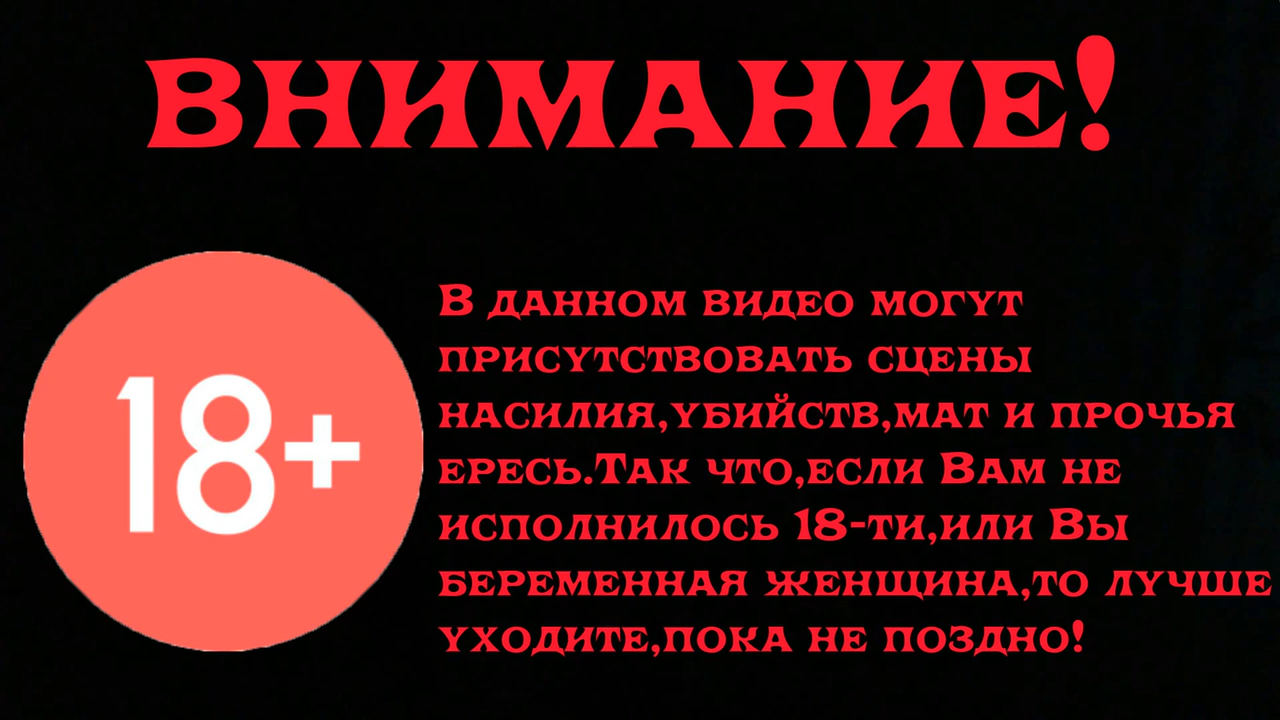 ВНИМАНИЕ!
18+
В данном видео могут
присутствовать сцены
насилия,убийств,мат и прочья
ересь.Так что,если Вам не
исполнилось 18-ти,или Вы
беременная женщина,то лучше
уходите,пока не поздно!